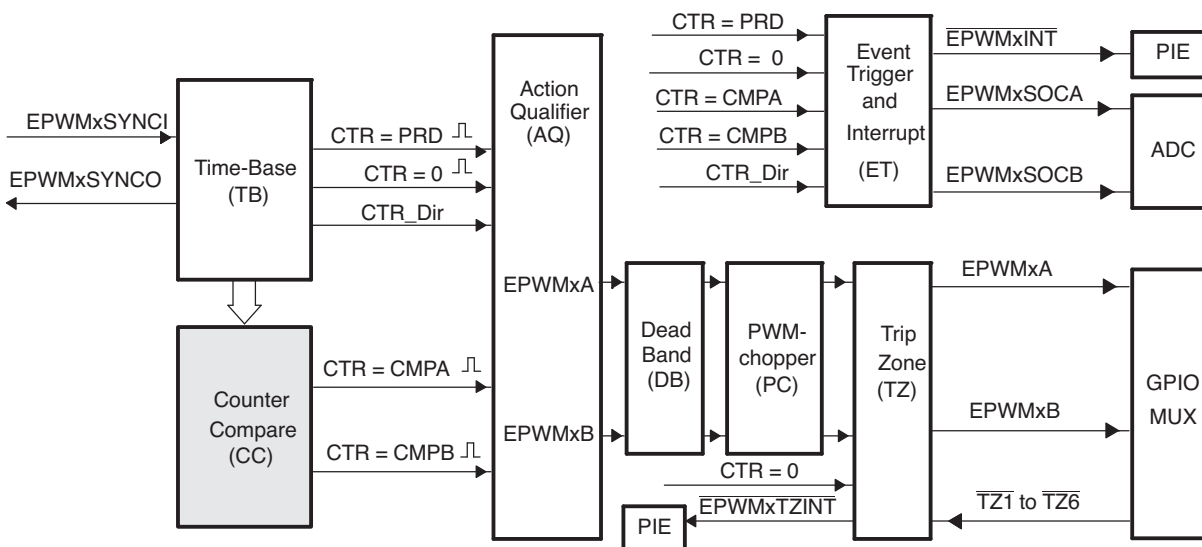 CTR = PRD
CTR = 0
CTR = CMPA
CTR = CMPB
CTR_Dir
Event
Trigger
and
Interrupt
(ET)
EPWMxINT
EPWMxSOCA
EPWMxSOCB
PIE
ADC
EPWMxSYNCI
EPWMxSYNCO
Time-Base
(TB)
CTR = PRD
CTR = 0
CTR_Dir
Action
Qualifier
(AQ)
EPWMxA
EPWMxB
Counter
Compare
(CC)
CTR = CMPA
CTR = CMPB
Dead
Band
(DB)
PWM-
chopper
(PC)
Trip
Zone
(TZ)
EPWMxA
EPWMxB
GPIO
MUX
CTR = 0
EPWMxTZINT
PIE
TZ1 to TZ6